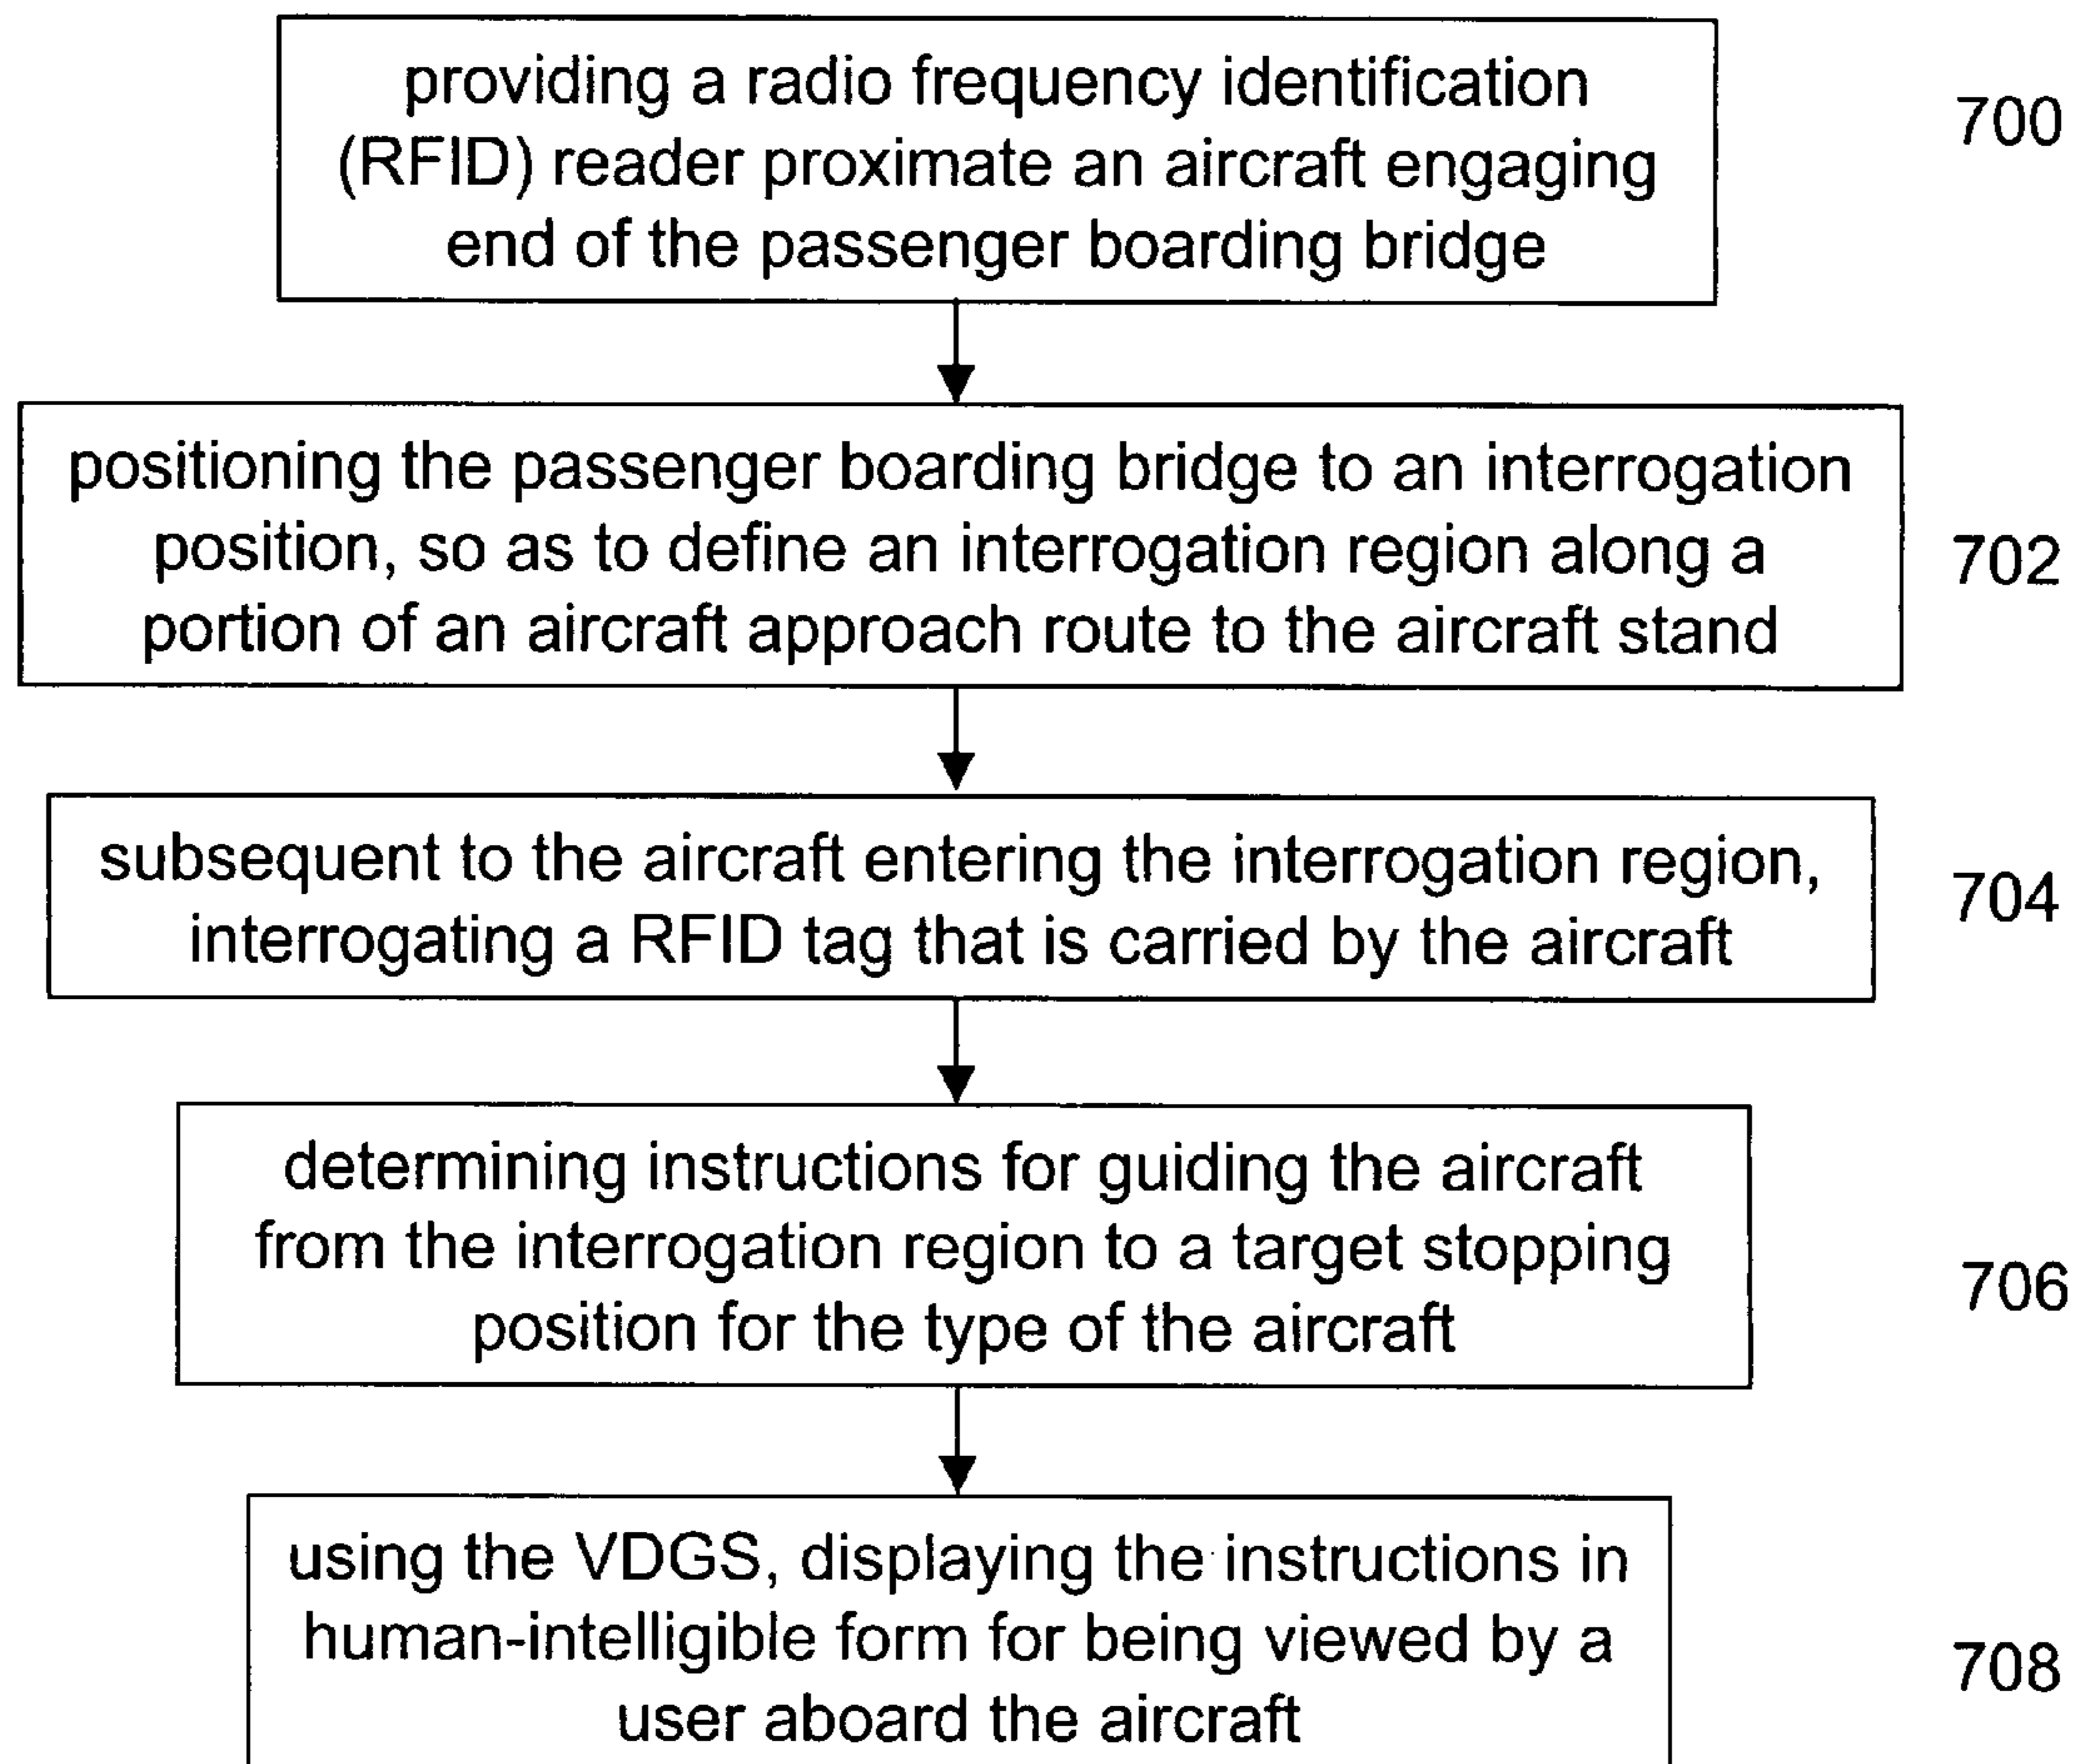 providing a radio frequency identification
(RFID) reader proximate an aircraft engaging
end of the passenger boarding bridge
700
positioning the passenger boarding bridge to an interrogation
position, so as to define an interrogation region along a
portion of an aircraft approach route to the aircraft stand
702
subsequent to the aircraft entering the interrogation region,
interrogating a RFID tag that is carried by the aircraft
704
determining instructions for guiding the aircraft
from the interrogation region to a target stopping
position for the type of the aircraft
706
using the VDGS, displaying the instructions in
human-intelligible form for being viewed by a
user aboard the aircraft
708